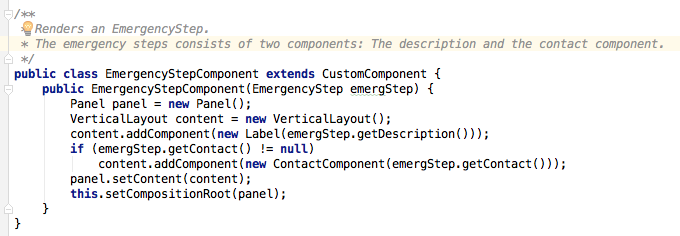 /**
* Renders an EmergencyStep.
* The emergency steps consists of two components: The description and the contact component.
*/
public class EmergencyStepComponent extends CustomComponent {
public EmergencyStepComponent(EmergencyStep emergStep) {
Panel panel = new Panel();
VerticalLayout content = new VerticalLayout();
content.addComponent(new Label(emergStep.getDescription()));
if (emergStep.getContact() != null)
content.addComponent(new ContactComponent(emergStep.getContact()));
panel.setContent(content);
this.setCompositionRoot(panel);
}
}